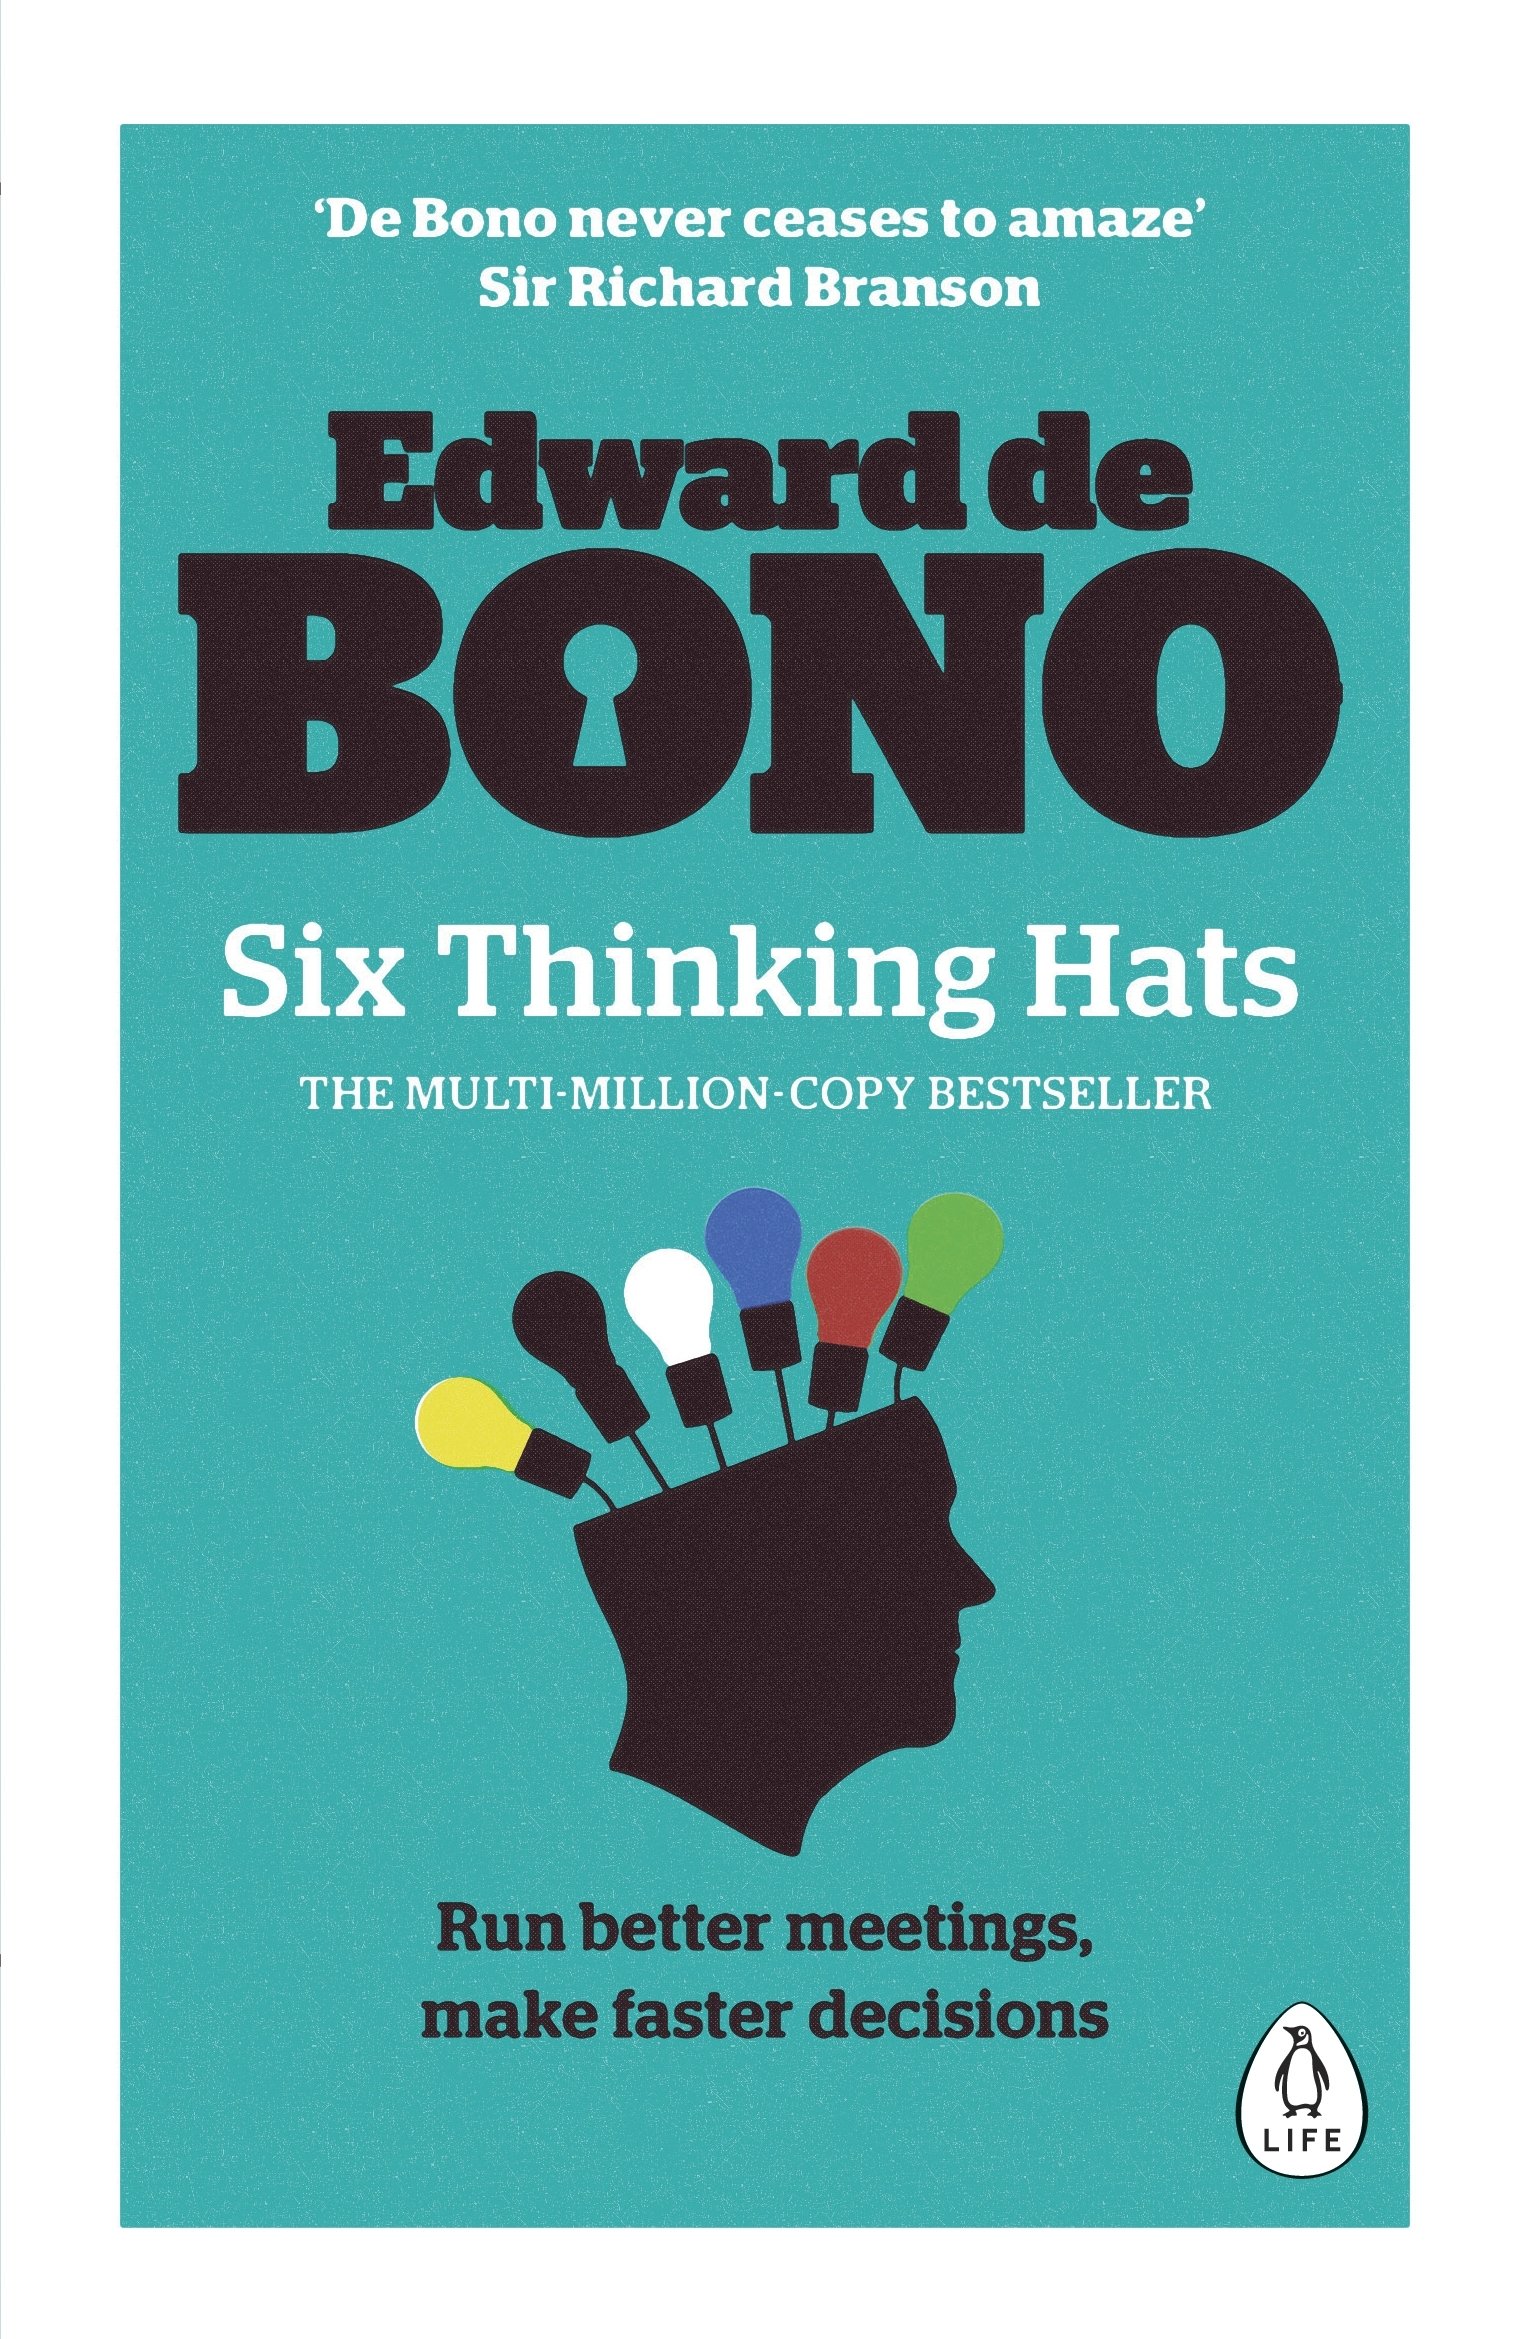 ‘De Bono never ceases to amaze’
Sir Richard Branson
Edward de
BONO
Six Thinking Hats
THE MULTI-MILLION-COPY BESTSELLER
Run better meetings,
make faster decisions
LIFE